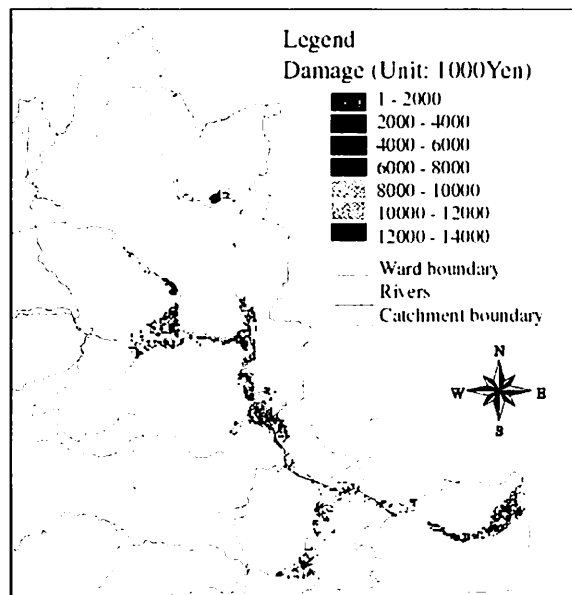 Legend
Damage (Unit: 1000Yen)
1 - 2000
2000 - 4000
4000 - 6000
6000 - 8000
8000 - 10000
10000 - 12000
12000 - 14000
Ward boundary
Rivers
Catchment boundary
N
W E
S